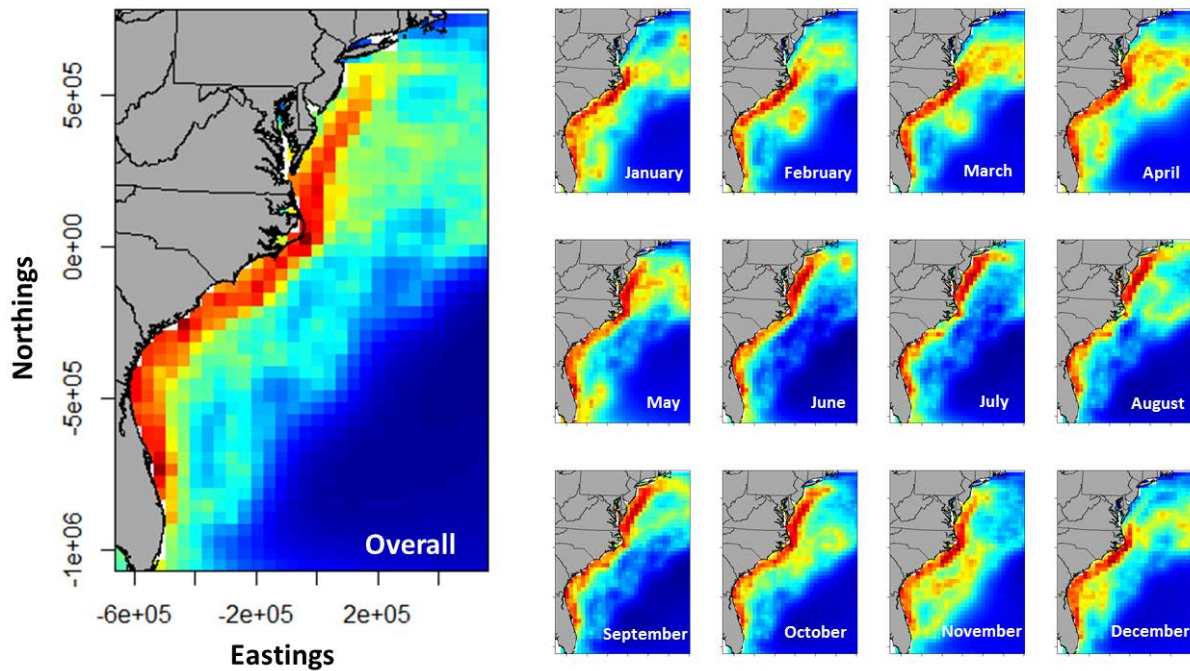 Northings
5e+05
0e+00
-5e+05
-1e+06
Overall
-6e+05 -2e+05 2e+05
Eastings
January February March April
May June July August
September October November December